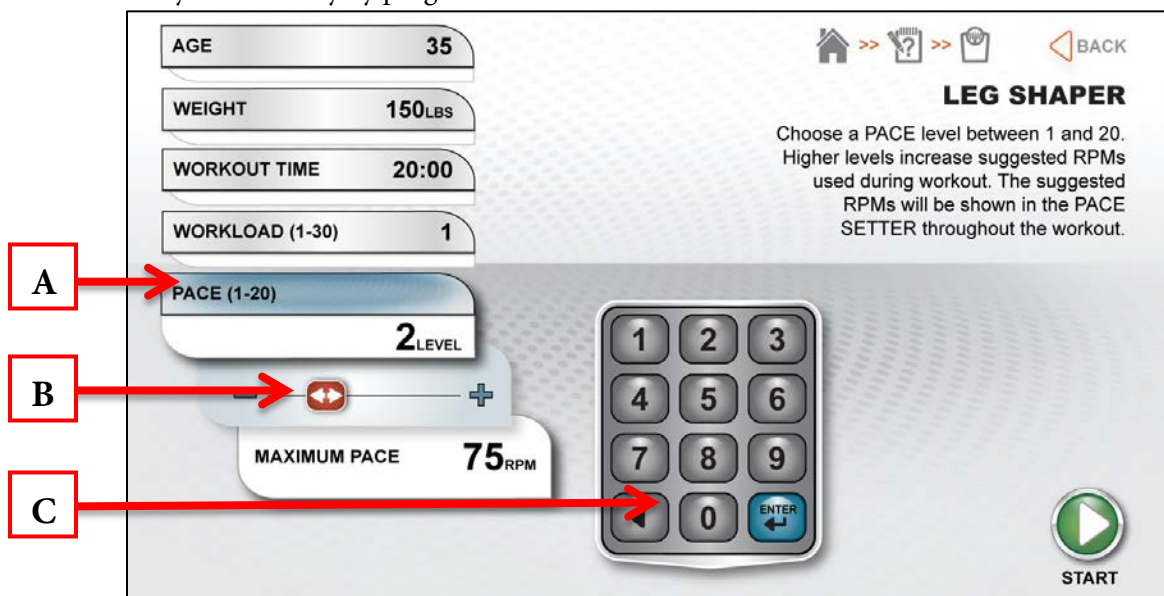 AGE 35
WEIGHT 150LBS
WORKOUT TIME 20:00
WORKLOAD (1-30) 1
PACE (1-20)
2LEVEL
MAXIMUM PACE 75RPM
>> ? >> BACK
LEG SHAPER
Choose a PACE level between 1 and 20.
Higher levels increase suggested RPMs
used during workout. The suggested
RPMs will be shown in the PACE
SETTER throughout the workout.
A
B
C
1 2 3
4 5 6
7 8 9
0 ENTER
START